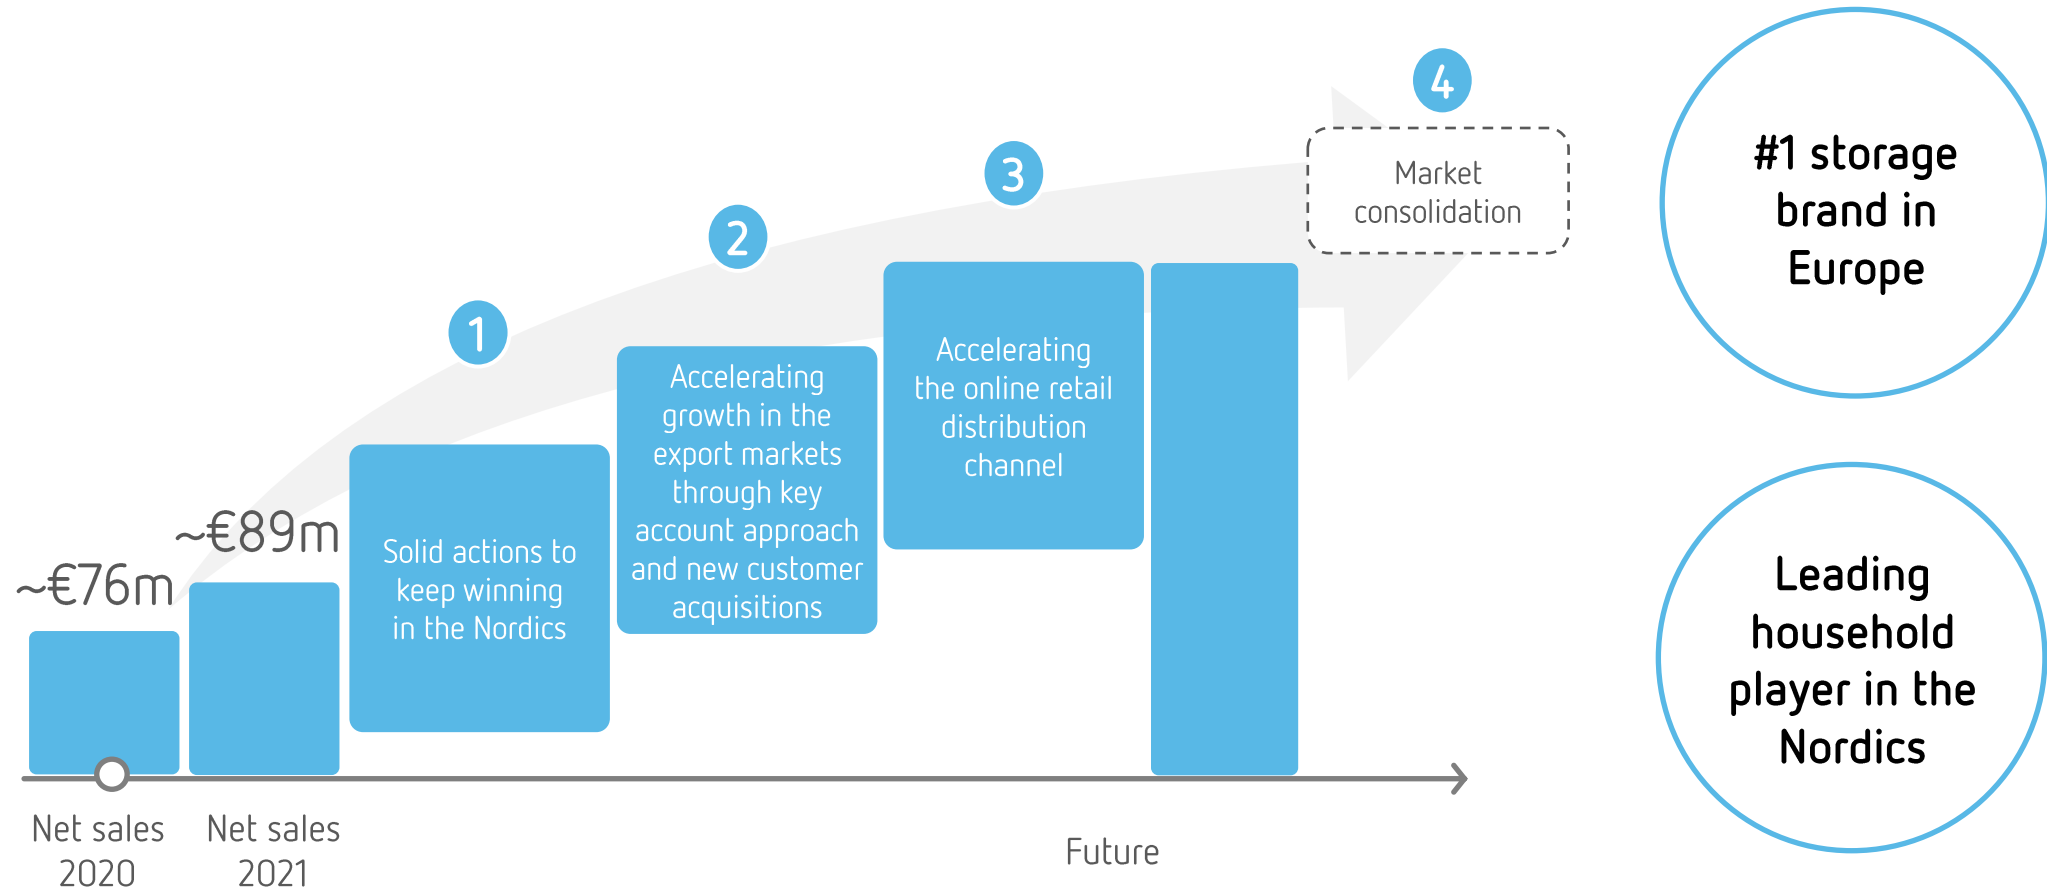 ~€76m
Net sales
2020
~€89m
Net sales
2021
1
Solid actions to
keep winning
in the Nordics
2
Accelerating
growth in the
export markets
through key
account approach
and new customer
acquisitions
3
Accelerating
the online retail
distribution
channel
Future
4
Market
consolidation
#1 storage
brand in
Europe
Leading
household
player in the
Nordics